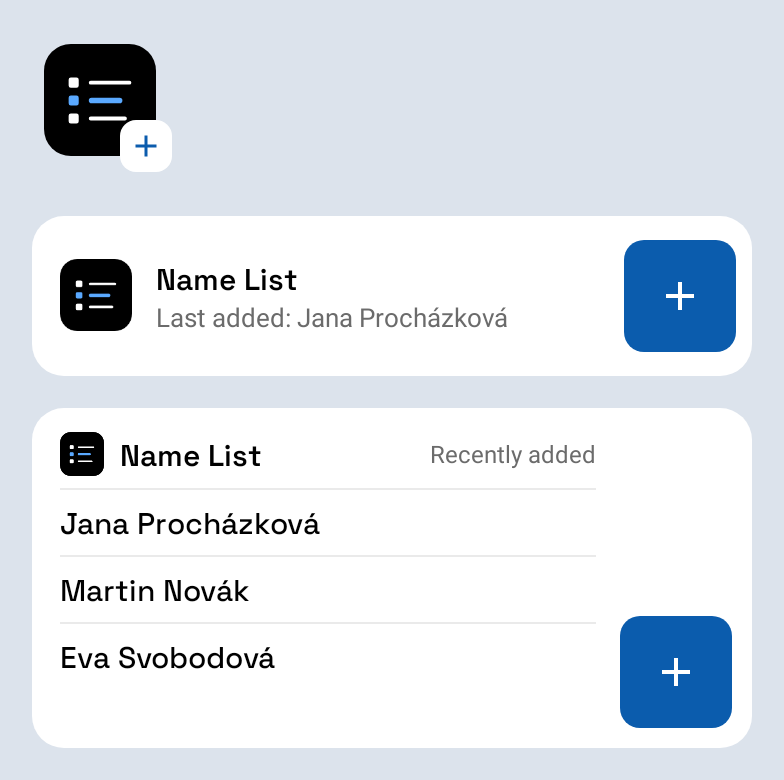 Name List
Last added: Jana Procházková
Name List
Recently added
Jana Procházková
Martin Novák
Eva Svobodová